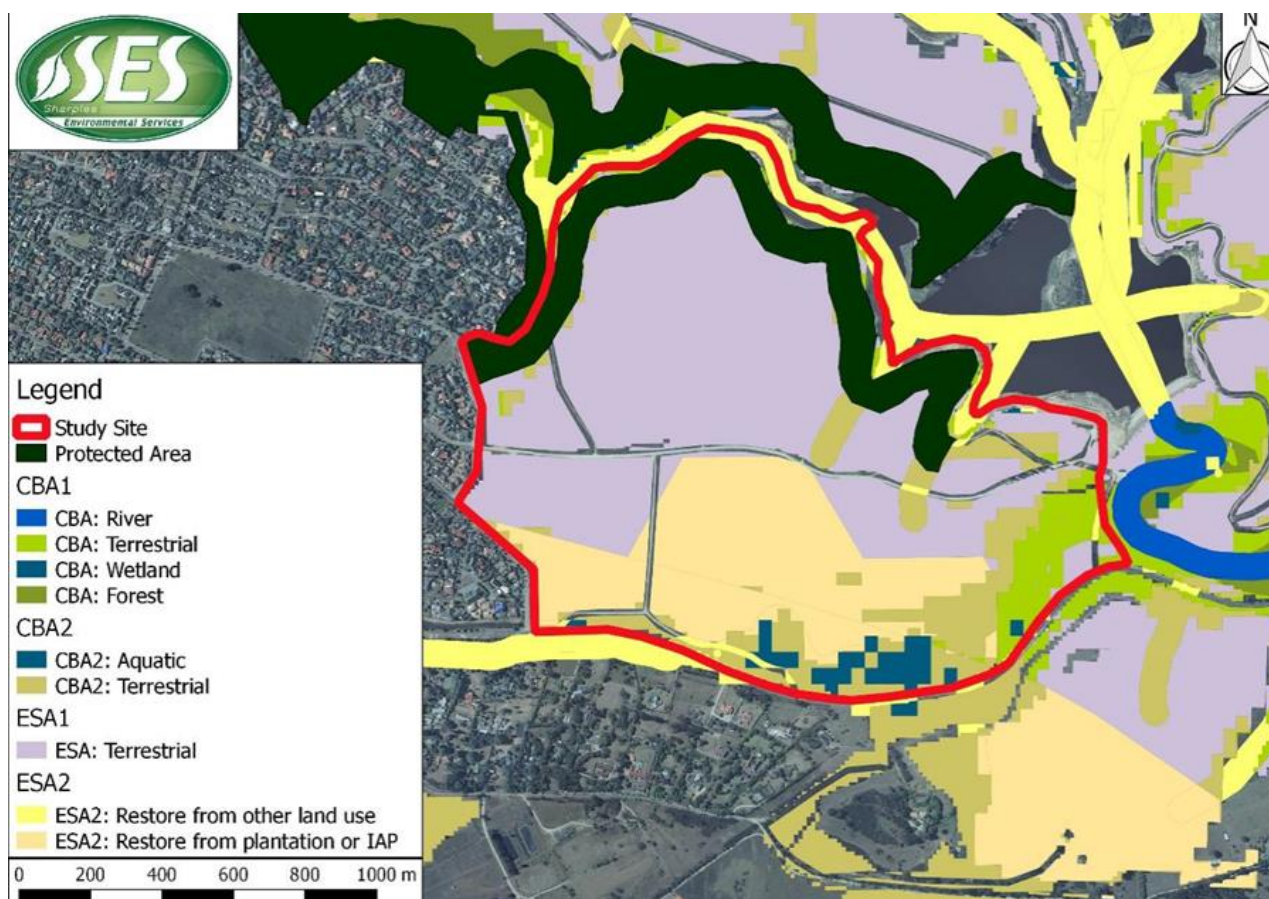 SES
Sharples
Environmental Services
N
Legend
Study Site
Protected Area
CBA1
CBA: River
CBA: Terrestrial
CBA: Wetland
CBA: Forest
CBA2
CBA2: Aquatic
CBA2: Terrestrial
ESA1
ESA: Terrestrial
ESA2
ESA2: Restore from other land use
ESA2: Restore from plantation or IAP
0 200 400 600 800 1000 m